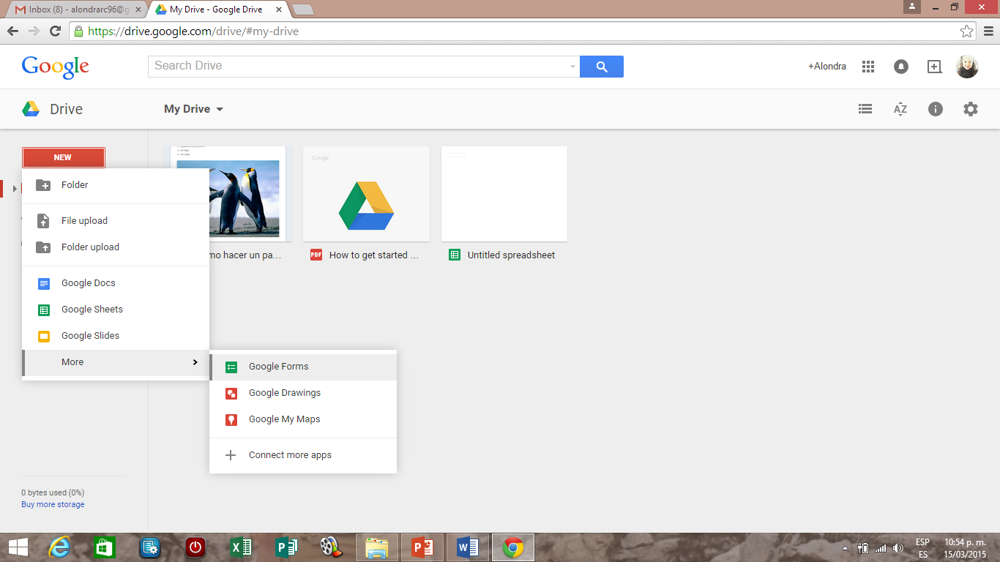 Inbox (8) - alondrarc96@g
My Drive - Google Drive
https://drive.google.com/drive/#my-drive
Google
Search Drive
+Alondra
Drive
My Drive
AZ
NEW
Folder
File upload
Folder upload
Google Docs
Google Sheets
Google Slides
More
Google Forms
Google Drawings
Google My Maps
Connect more apps
Google
mo hacer un pa...
PDF
How to get started ...
Untitled spreadsheet
0 bytes used (0%)
Buy more storage
ESP
ES
10:54 p. m.
15/03/2015